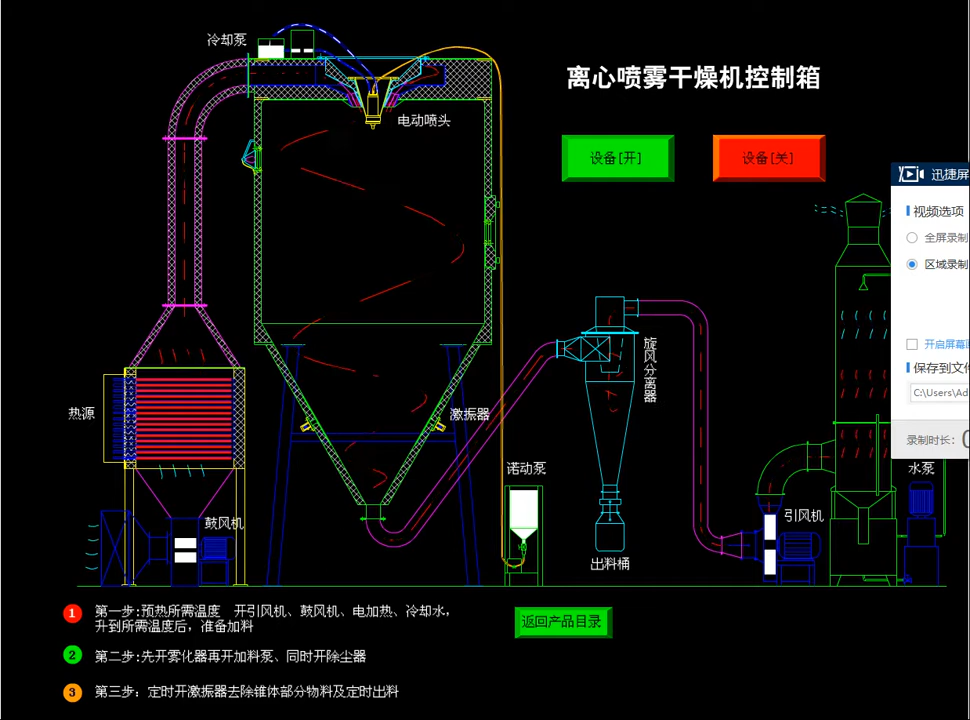 冷却泵
离心喷雾干燥机控制箱
电动喷头
设备[开]
设备[关]
迅捷屏
视频选项
全屏录制
区域录制
旋风分离器
开启屏幕
保存到文件
C:\Users\Ad
热源
激振器
录制时长:
诺动泵
水泵
鼓风机
引风机
出料桶
1 第一步:预热所需温度 开引风机、鼓风机、电加热、冷却水，
升到所需温度后，准备加料
返回产品目录
2 第二步:先开雾化器再开加料泵、同时开除尘器
3 第三步：定时开激振器去除锥体部分物料及定时出料